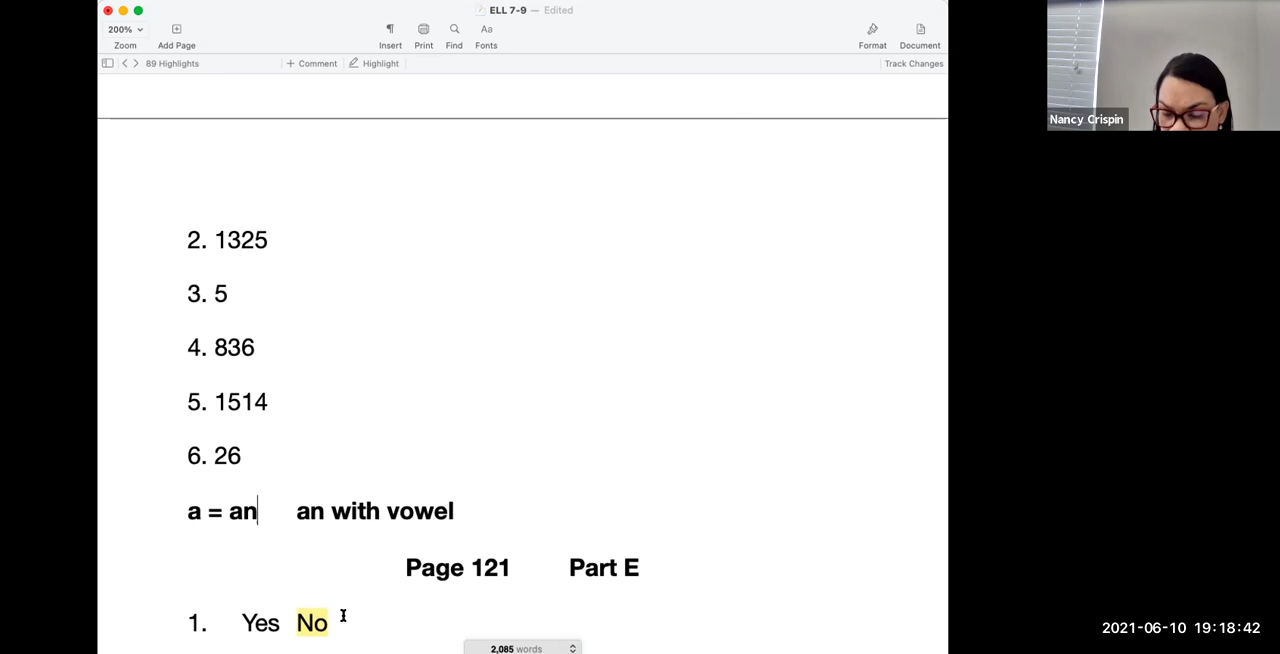 ELL 7-9 — Edited
200%
Zoom
Add Page
Insert
Print
Find
Aa
Fonts
Format
Document
89 Highlights
+ Comment
Highlight
Track Changes
Nancy Crispin
2. 1325
3. 5
4. 836
5. 1514
6. 26
a = an an with vowel
Page 121 Part E
1. Yes No
2,085 words
2021-06-10 19:18:42